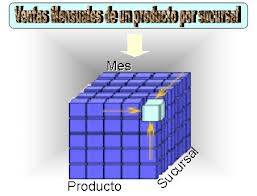 Ventas Mensuales de un producto por sucursal
Mes
Producto
Sucursal